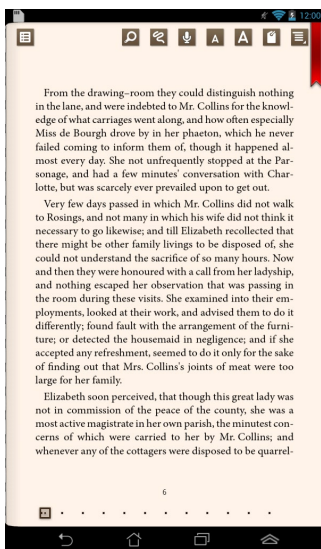 12:00
A
A
From the drawing-room they could distinguish nothing
in the lane, and were indebted to Mr. Collins for the knowl-
edge of what carriages went along, and how often especially
Miss de Bourgh drove by in her phaeton, which he never
failed coming to inform them of, though it happened al-
most every day. She not unfrequently stopped at the Par-
sonage, and had a few minutes' conversation with Char-
lotte, but was scarcely ever prevailed upon to get out.
Very few days passed in which Mr. Collins did not walk
to Rosings, and not many in which his wife did not think it
necessary to go likewise; and till Elizabeth recollected that
there might be other family livings to be disposed of, she
could not understand the sacrifice of so many hours. Now
and then they were honoured with a call from her ladyship,
and nothing escaped her observation that was passing in
the room during these visits. She examined into their em-
ployments, looked at their work, and advised them to do it
differently; found fault with the arrangement of the furni-
ture; or detected the housemaid in negligence; and if she
accepted any refreshment, seemed to do it only for the sake
of finding out that Mrs. Collins's joints of meat were too
large for her family.
Elizabeth soon perceived, that though this great lady was
not in commission of the peace of the county, she was a
most active magistrate in her own parish, the minutest con-
cerns of which were carried to her by Mr. Collins; and
whenever any of the cottagers were disposed to be quarrel-
6